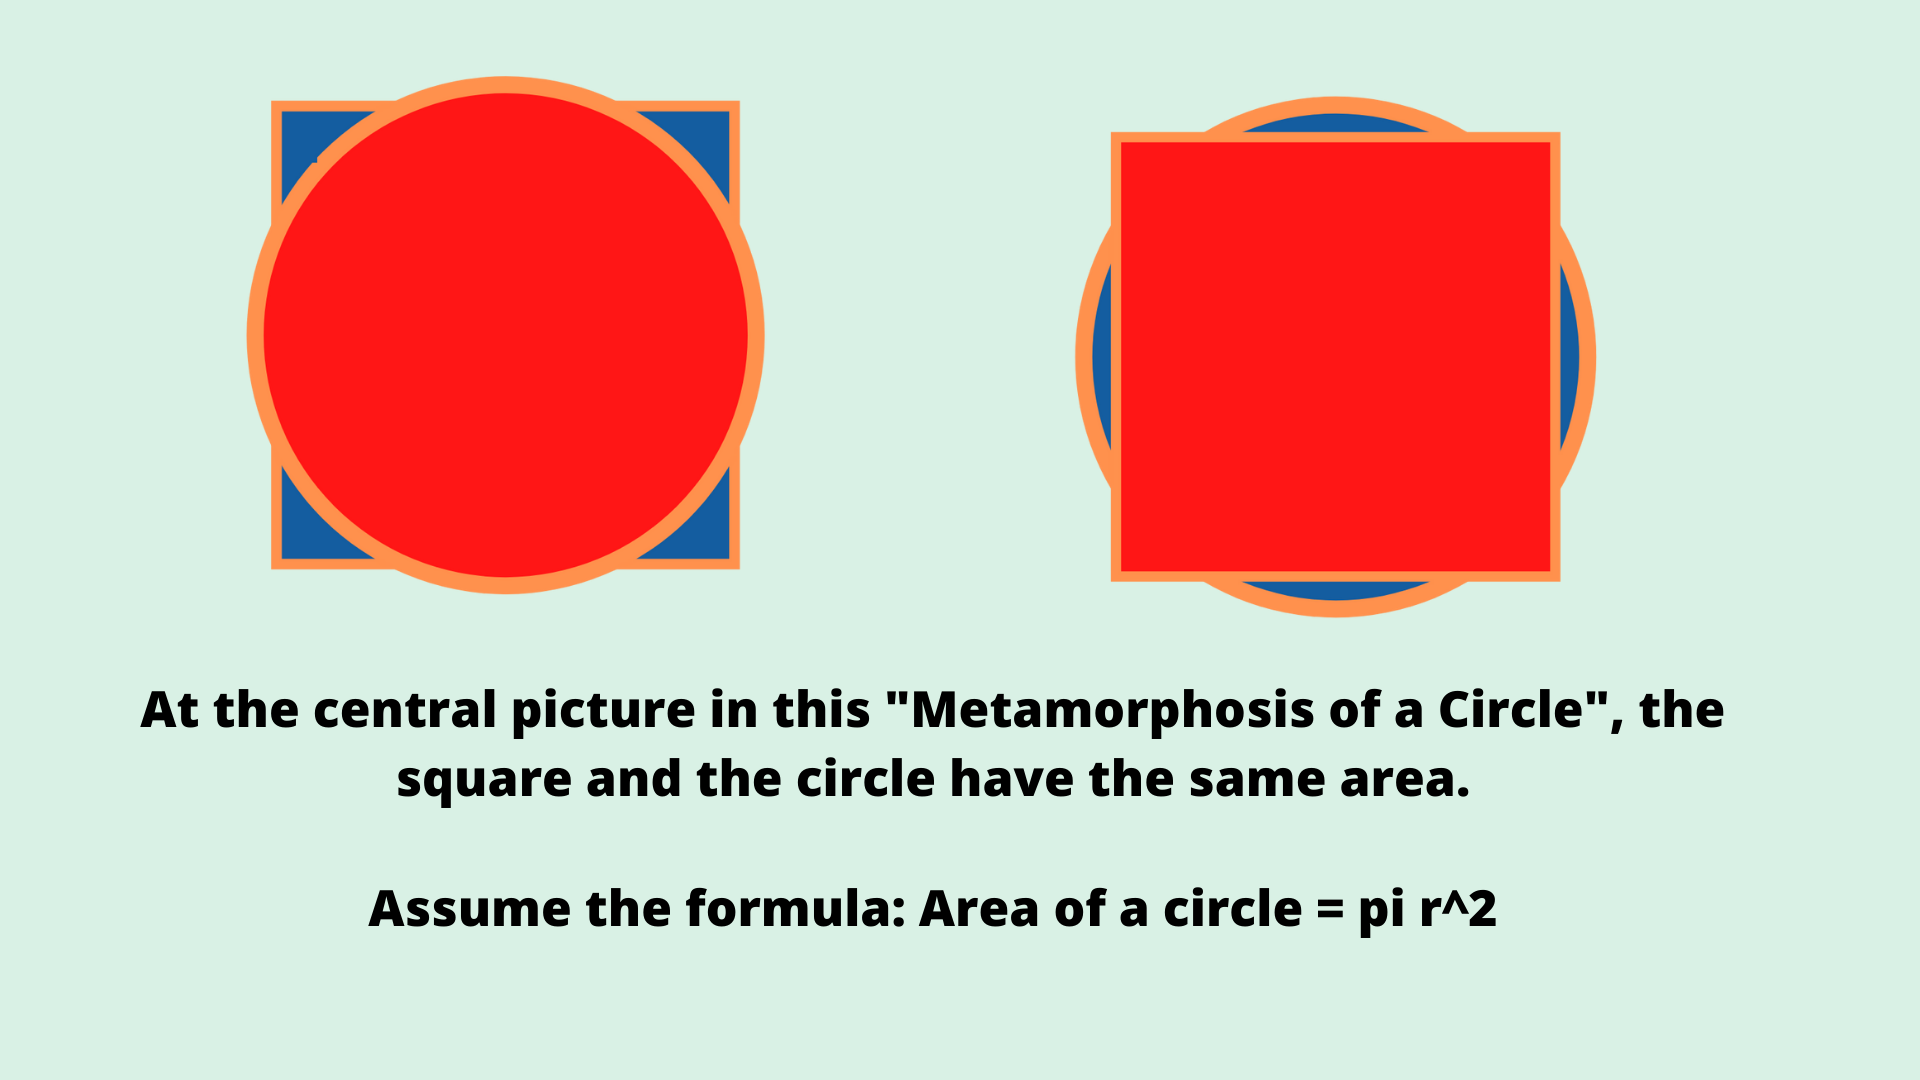 At the central picture in this "Metamorphosis of a Circle", the
square and the circle have the same area.
Assume the formula: Area of a circle = pi r^2